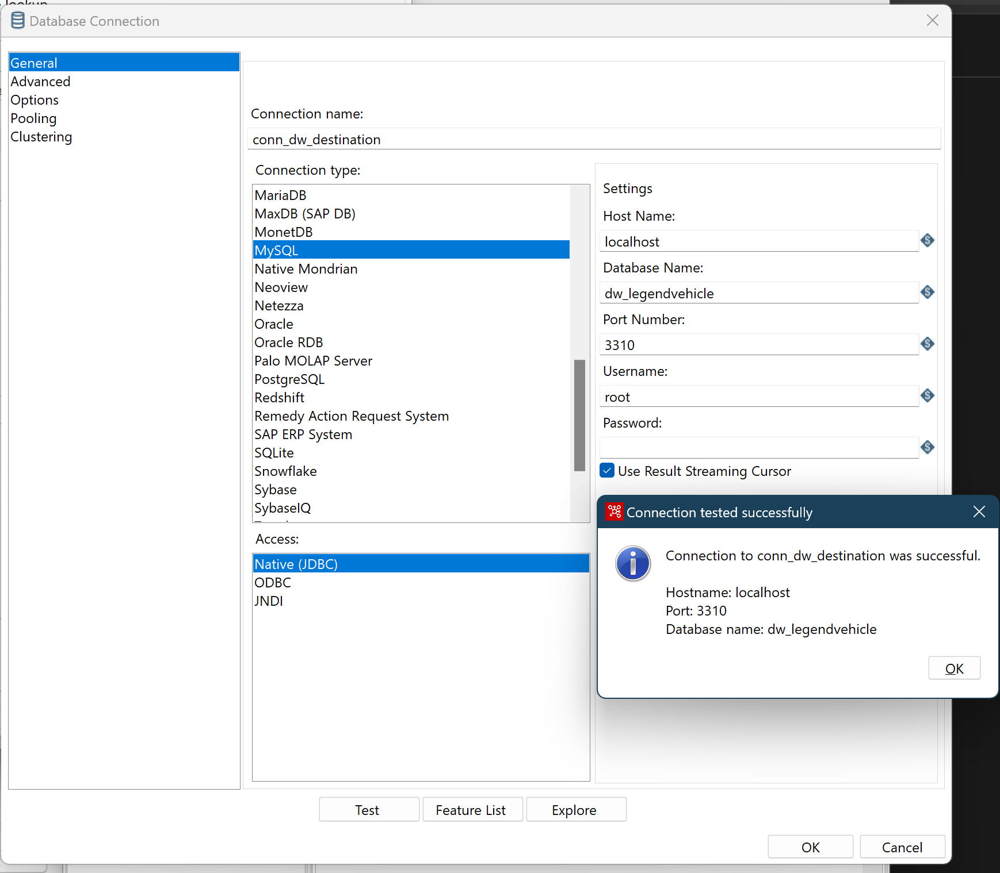 lookup
Database Connection
General
Advanced
Options
Pooling
Clustering
Connection name:
conn_dw_destination
Connection type:
MariaDB
MaxDB (SAP DB)
MonetDB
MySQL
Native Mondrian
Neoview
Netezza
Oracle
Oracle RDB
Palo MOLAP Server
PostgreSQL
Redshift
Remedy Action Request System
SAP ERP System
SQLite
Snowflake
Sybase
SybaseIQ
Access:
Native (JDBC)
ODBC
JNDI
Settings
Host Name:
localhost
Database Name:
dw_legendvehicle
Port Number:
3310
Username:
root
Password:
Use Result Streaming Cursor
Connection tested successfully
Connection to conn_dw_destination was successful.
Hostname: localhost
Port: 3310
Database name: dw_legendvehicle
OK
Test
Feature List
Explore
OK
Cancel